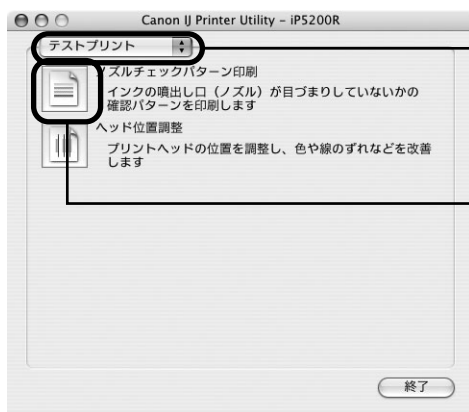 Canon IJ Printer Utility – iP5200R
テストプリント
ノズルチェックパターン印刷
インクの噴出し口（ノズル）が目づまりしていないかの
確認パターンを印刷します
ヘッド位置調整
プリントヘッドの位置を調整し、色や線のずれなどを改善
します
終了